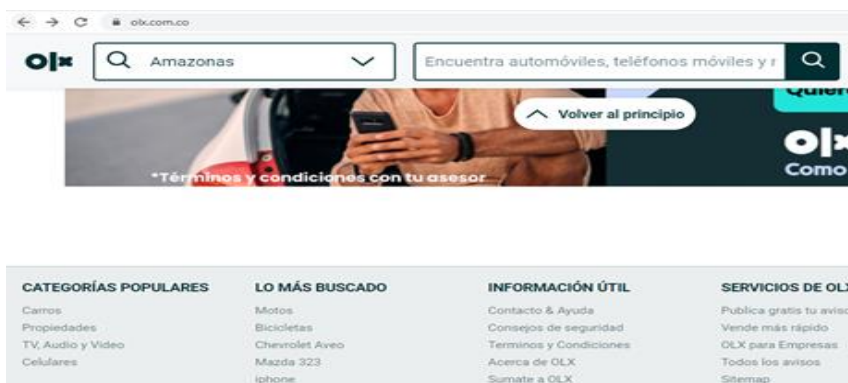 olx.com.co
olx
Amazonas
Encuentra automóviles, teléfonos móviles y
Volver al principio
*Términos y condiciones con tu asesor
Como
CATEGORÍAS POPULARES
Carros
Propiedades
TV, Audio y Video
Celulares
LO MÁS BUSCADO
Motos
Bicicletas
Chevrolet Aveo
Mazda 323
iphone
INFORMACIÓN ÚTIL
Contacto & Ayuda
Consejos de seguridad
Terminos y Condiciones
Acerca de OLX
Sumate a OLX
SERVICIOS DE
Publica gratis tu
Vende más rápido
OLX para Empresas
Todos los avisos
Sitemap